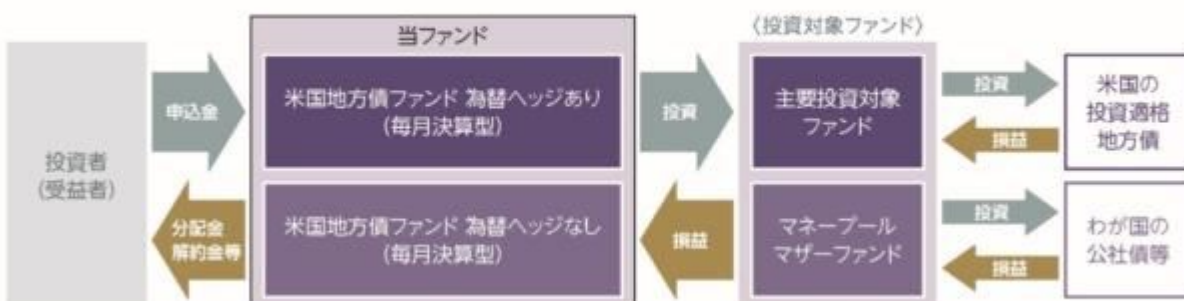 当ファンド
〈投資対象ファンド〉
投資者
(受益者)
申込金
分配金
解約金等
米国地方債ファンド 為替ヘッジあり
(毎月決算型)
米国地方債ファンド 為替ヘッジなし
(毎月決算型)
投資
損益
主要投資対象
ファンド
マネープール
マザーファンド
投資
損益
投資
損益
米国の
投資適格
地方債
わが国の
公社債等